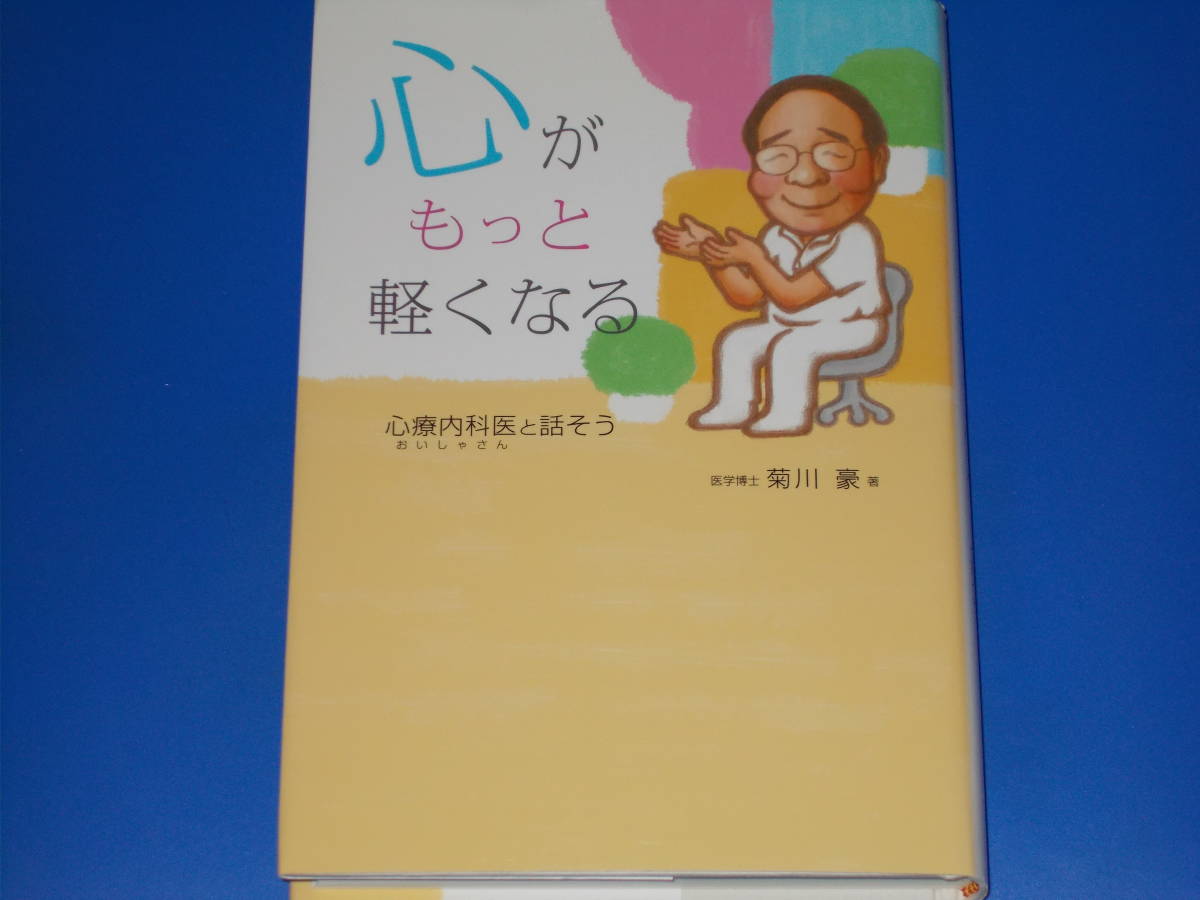 心が
もっと
軽くなる
心療内科医と話そう
おいしゃさん
医学博士 菊川 豪 著